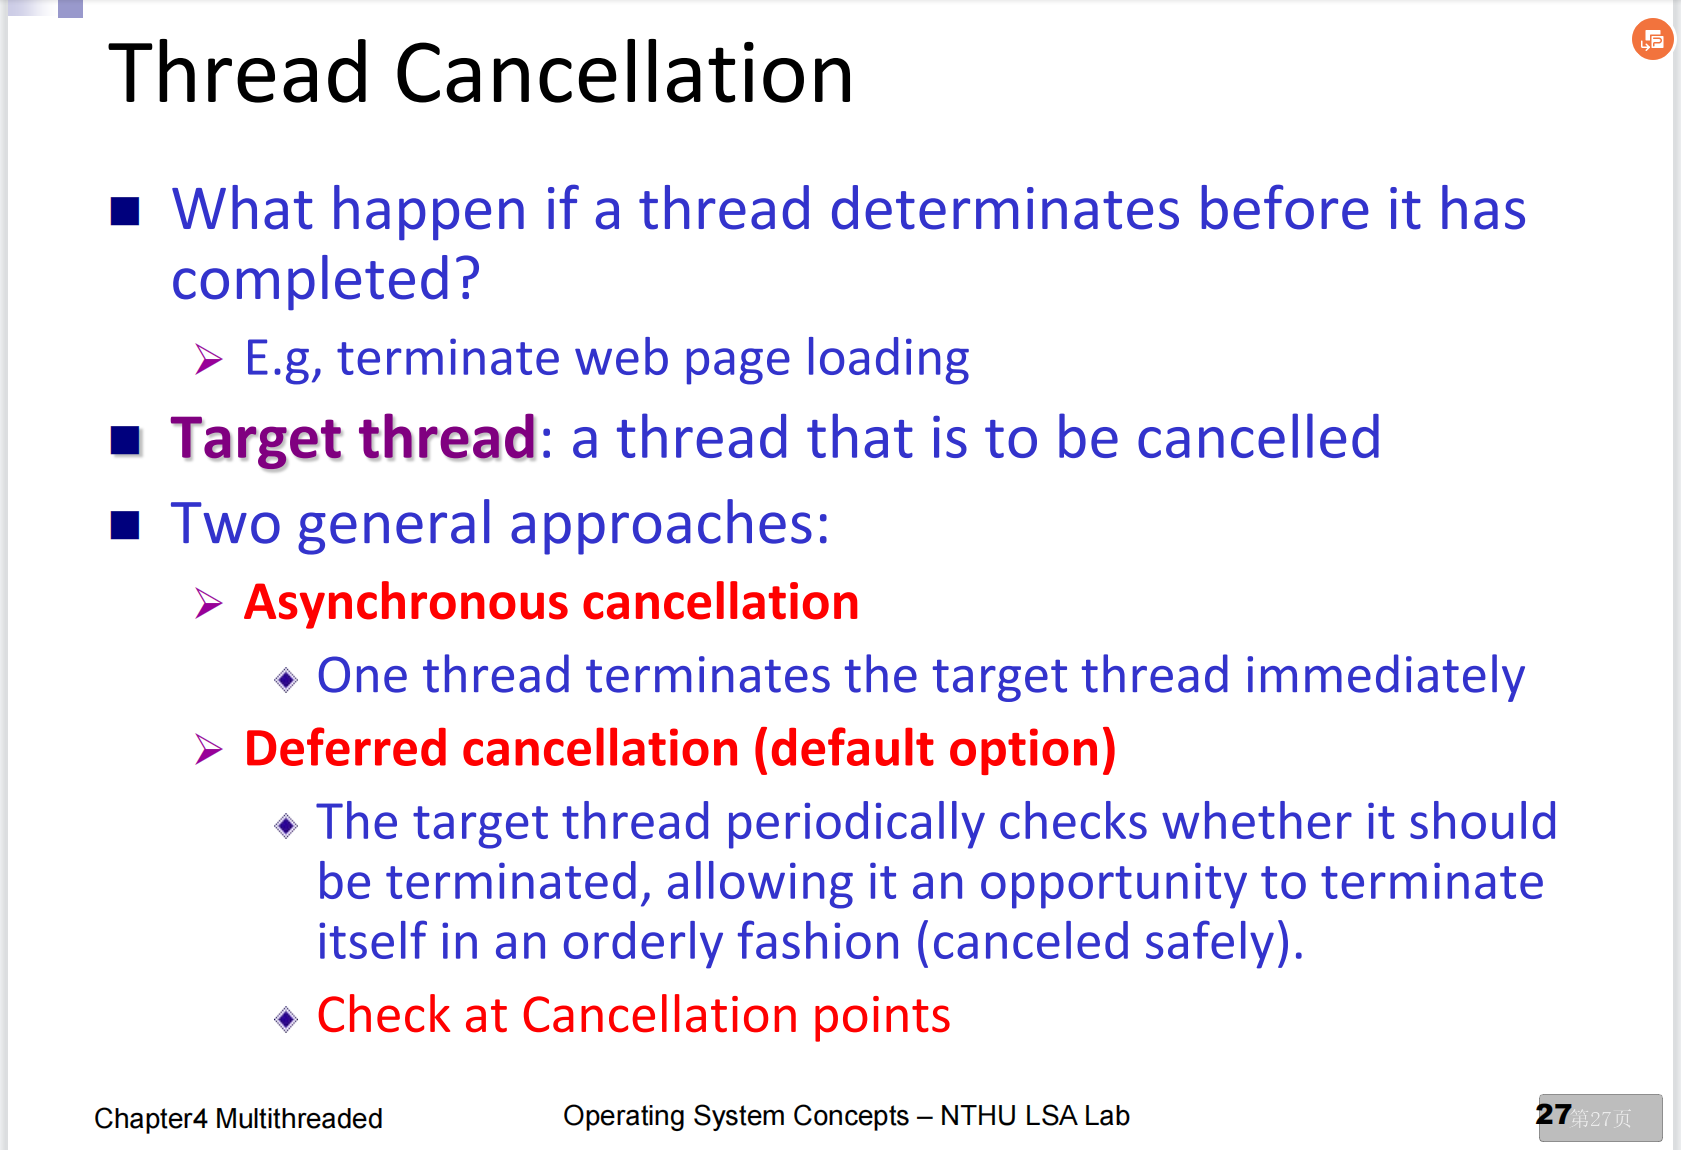 Thread Cancellation
What happen if a thread determinates before it has
completed?
E.g, terminate web page loading
Target thread: a thread that is to be cancelled
Two general approaches:
Asynchronous cancellation
One thread terminates the target thread immediately
Deferred cancellation (default option)
The target thread periodically checks whether it should
be terminated, allowing it an opportunity to terminate
itself in an orderly fashion (canceled safely).
Check at Cancellation points
Chapter4 Multithreaded
Operating System Concepts – NTHU LSA Lab
27
第27页